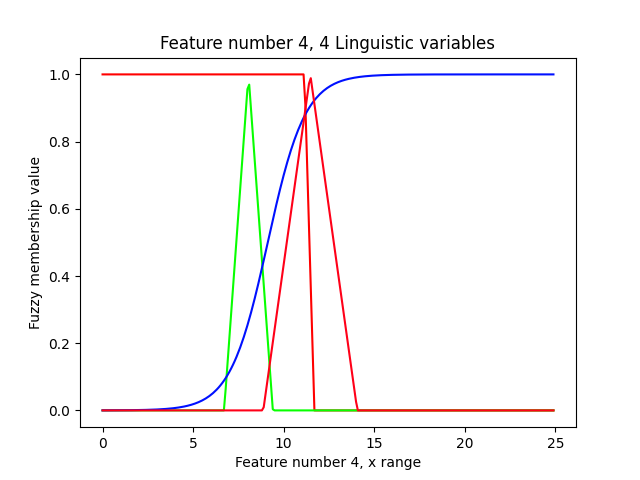 Feature number 4, 4 Linguistic variables
1.0
0.8
0.6
0.4
0.2
0.0
Fuzzy membership value
0 5 10 15 20 25
Feature number 4, x range